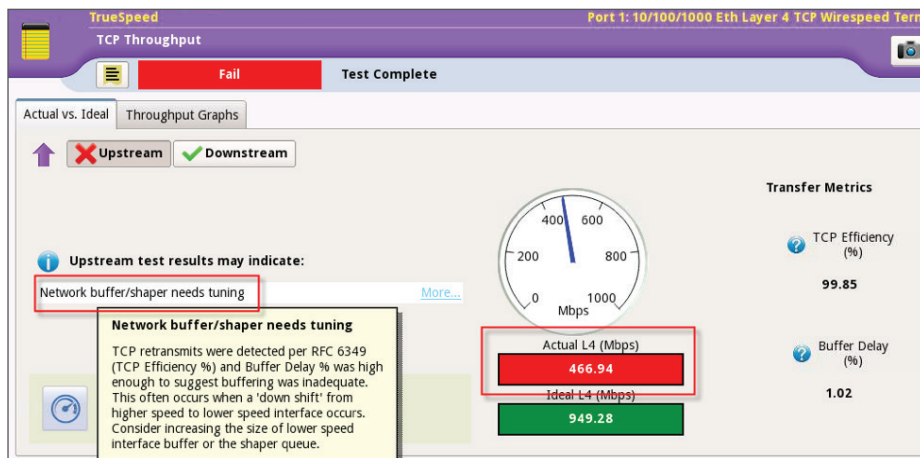 TrueSpeed
Port 1: 10/100/1000 Eth Layer 4 TCP Wirespeed Term
TCP Throughput
Fail
Test Complete
Actual vs. Ideal
Throughput Graphs
Upstream
Downstream
Transfer Metrics
Upstream test results may indicate:
Network buffer/shaper needs tuning
More...
Network buffer/shaper needs tuning
TCP retransmits were detected per RFC 6349
(TCP Efficiency %) and Buffer Delay % was high
enough to suggest buffering was inadequate.
This often occurs when a 'down shift' from
higher speed to lower speed interface occurs.
Consider increasing the size of lower speed
interface buffer or the shaper queue.
0
200
400
600
800
1000
Mbps
Actual L4 (Mbps)
466.94
Ideal L4 (Mbps)
949.28
? TCP Efficiency
(%)
99.85
? Buffer Delay
(%)
1.02